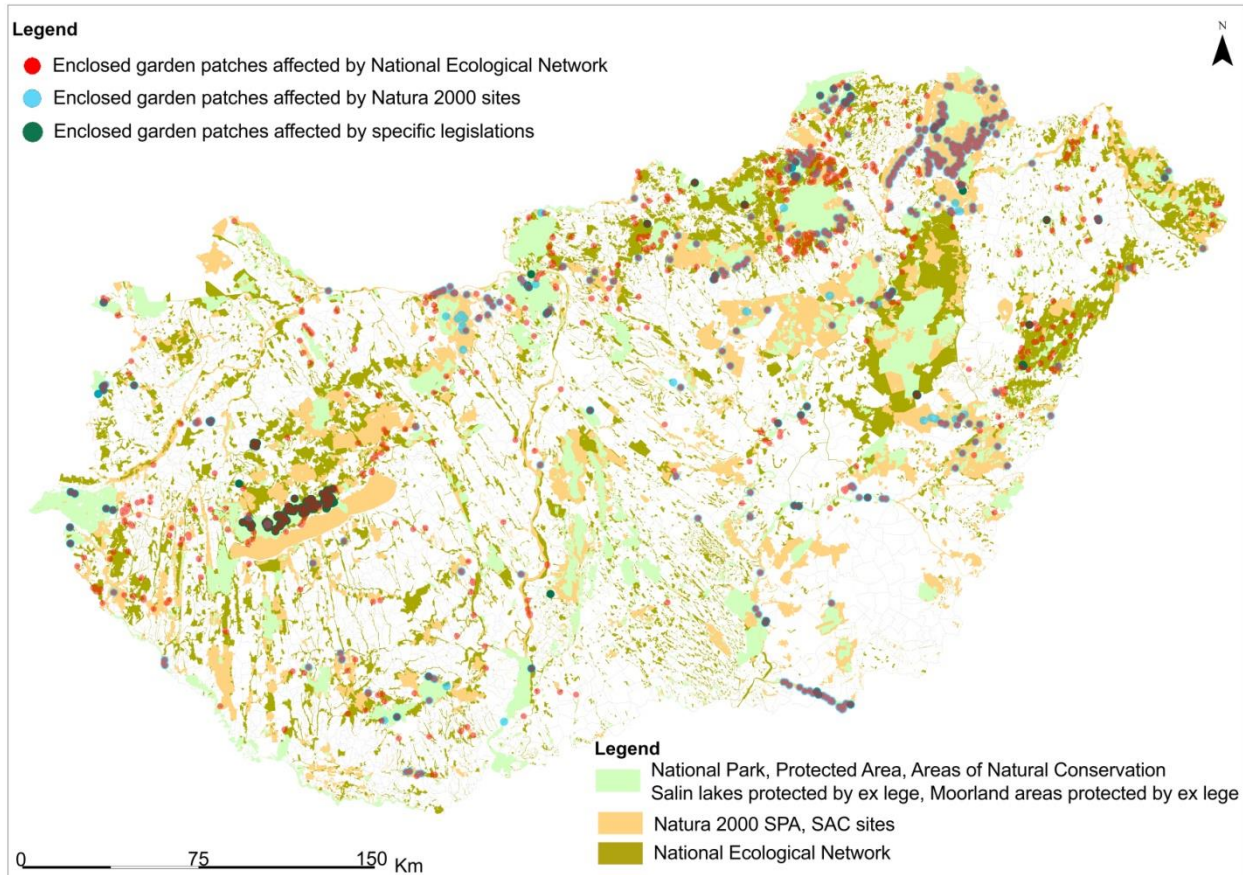 Legend
Enclosed garden patches affected by National Ecological Network
Enclosed garden patches affected by Natura 2000 sites
Enclosed garden patches affected by specific legislations
N
Legend
National Park, Protected Area, Areas of Natural Conservation
Salin lakes protected by ex lege, Moorland areas protected by ex lege
Natura 2000 SPA, SAC sites
National Ecological Network
0 75 150 Km